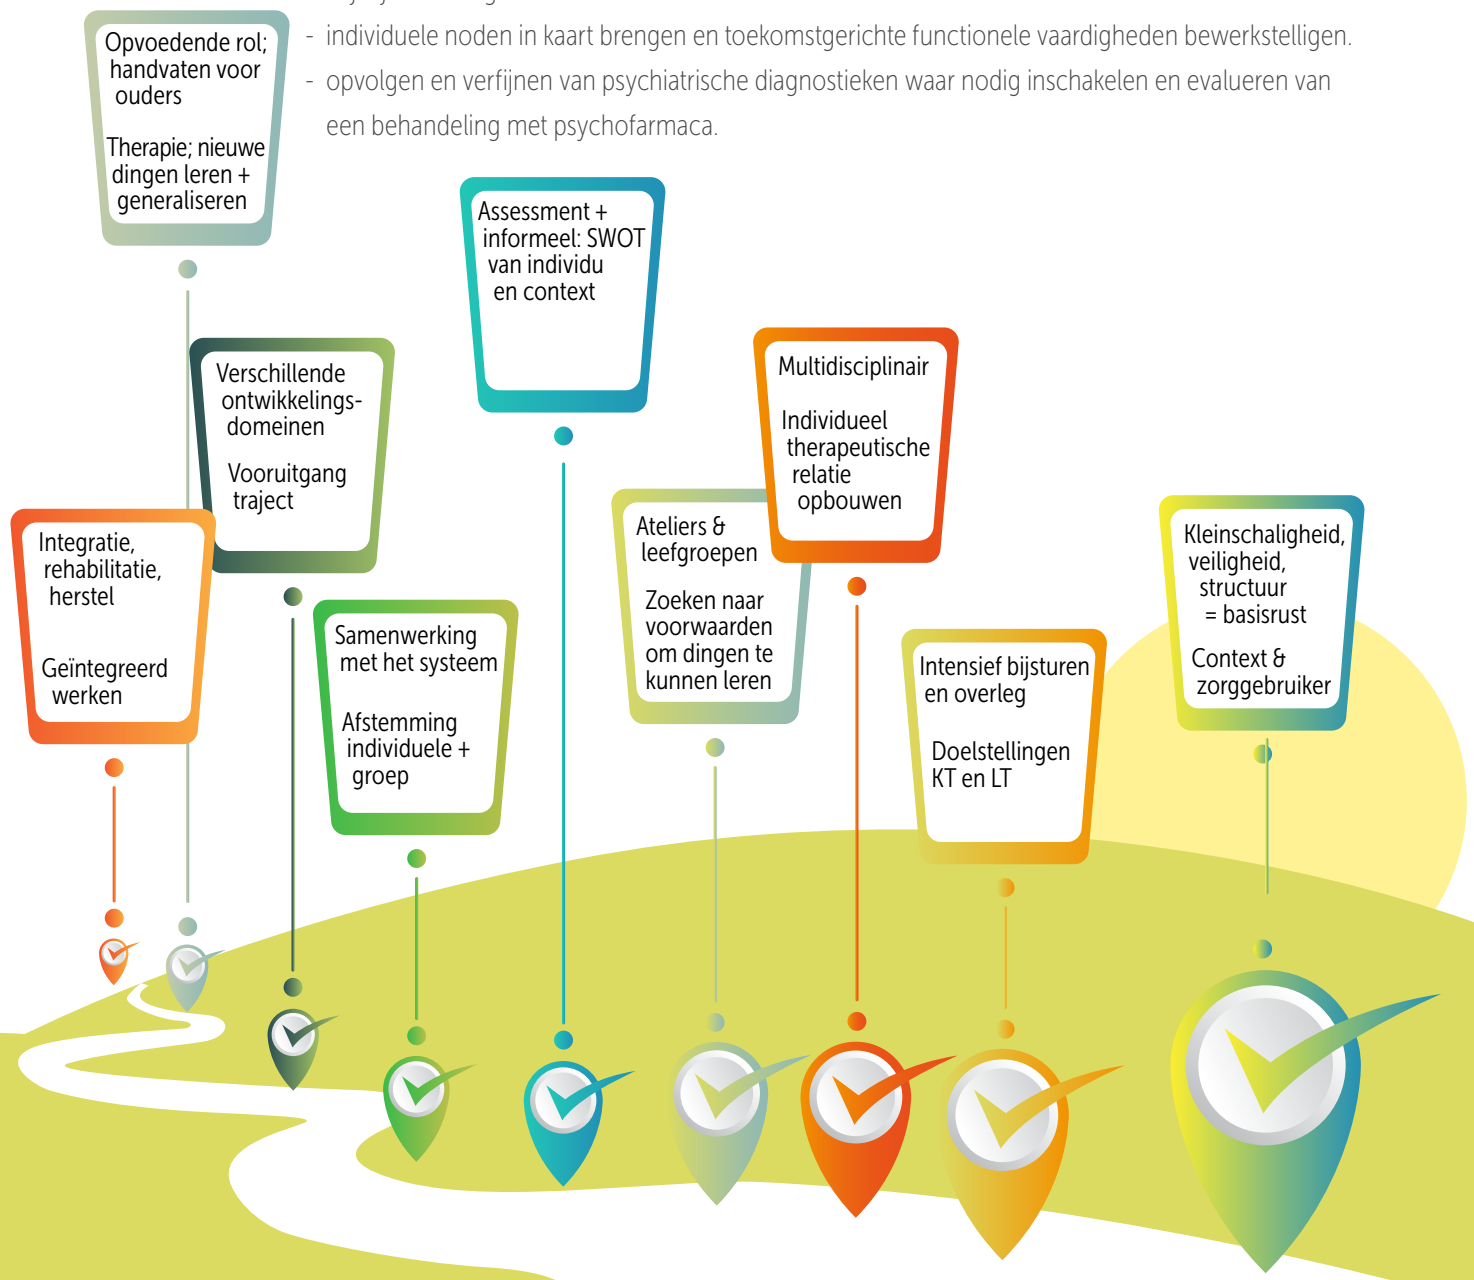 - individuele noden in kaart brengen en toekomstgerichte functionele vaardigheden bewerkstelligen.
- opvolgen en verfijnen van psychiatrische diagnostieken waar nodig inschakelen en evalueren van
een behandeling met psychofarmaca.
Opvoedende rol;
handvaten voor
ouders
Therapie; nieuwe
dingen leren +
generaliseren
Assessment +
informeel: SWOT
van individu
en context
Verschillende
ontwikkelings-
domeinen
Vooruitgang
traject
Multidisciplinair
Individueel
therapeutische
relatie
opbouwen
Integratie,
rehabilitatie,
herstel
Geïntegreerd
werken
Ateliers &
leefgroepen
Zoeken naar
voorwaarden
om dingen te
kunnen leren
Kleinschaligheid,
veiligheid,
structuur
= basisrust
Context &
zorggebruiker
Samenwerking
met het systeem
Afstemming
individuele +
groep
Intensief bijsturen
en overleg
Doelstellingen
KT en LT